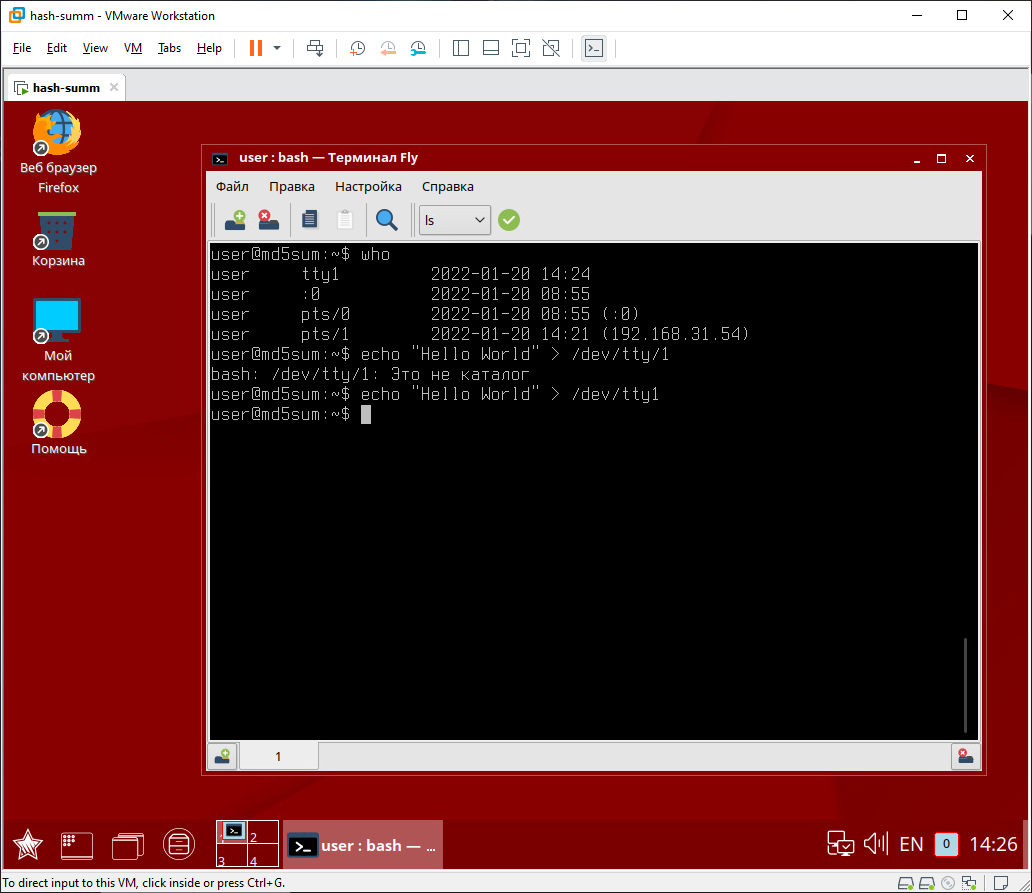 hash-summ - VMware Workstation
File Edit View VM Tabs Help
hash-summ
Веб браузер
Firefox
Корзина
Мой
компьютер
Помощь
user : bash — Терминал Fly
Файл Правка Настройка Справка
ls
user@md5sum:~$ who
user tty1 2022-01-20 14:24
user :0 2022-01-20 08:55
user pts/0 2022-01-20 08:55 (:0)
user pts/1 2022-01-20 14:21 (192.168.31.54)
user@md5sum:~$ echo "Hello World" > /dev/tty/1
bash: /dev/tty/1: Это не каталог
user@md5sum:~$ echo "Hello World" > /dev/tty1
user@md5sum:~$
1
1 2
3 4
user : bash — ...
EN 0 14:26
To direct input to this VM, click inside or press Ctrl+G.